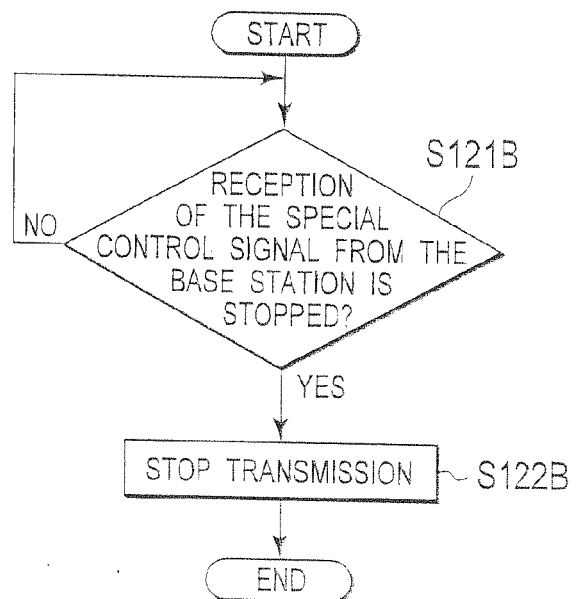 START
S121B
RECEPTION
OF THE SPECIAL
CONTROL SIGNAL FROM THE
BASE STATION IS
STOPPED?
NO
YES
STOP TRANSMISSION
S122B
END